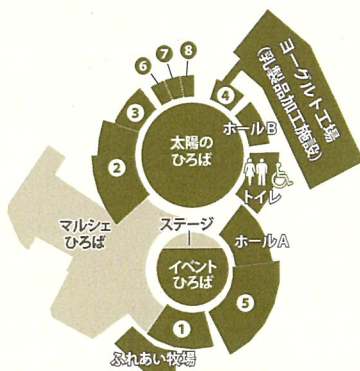 6
7
8
3
4
ヨーグルト工場
(乳製品加工施設)
太陽の
ひろば
ホールB
2
トイレ
マルシェ
ひろば
ステージ
ホールA
イベント
ひろば
5
1
ふれあい牧場